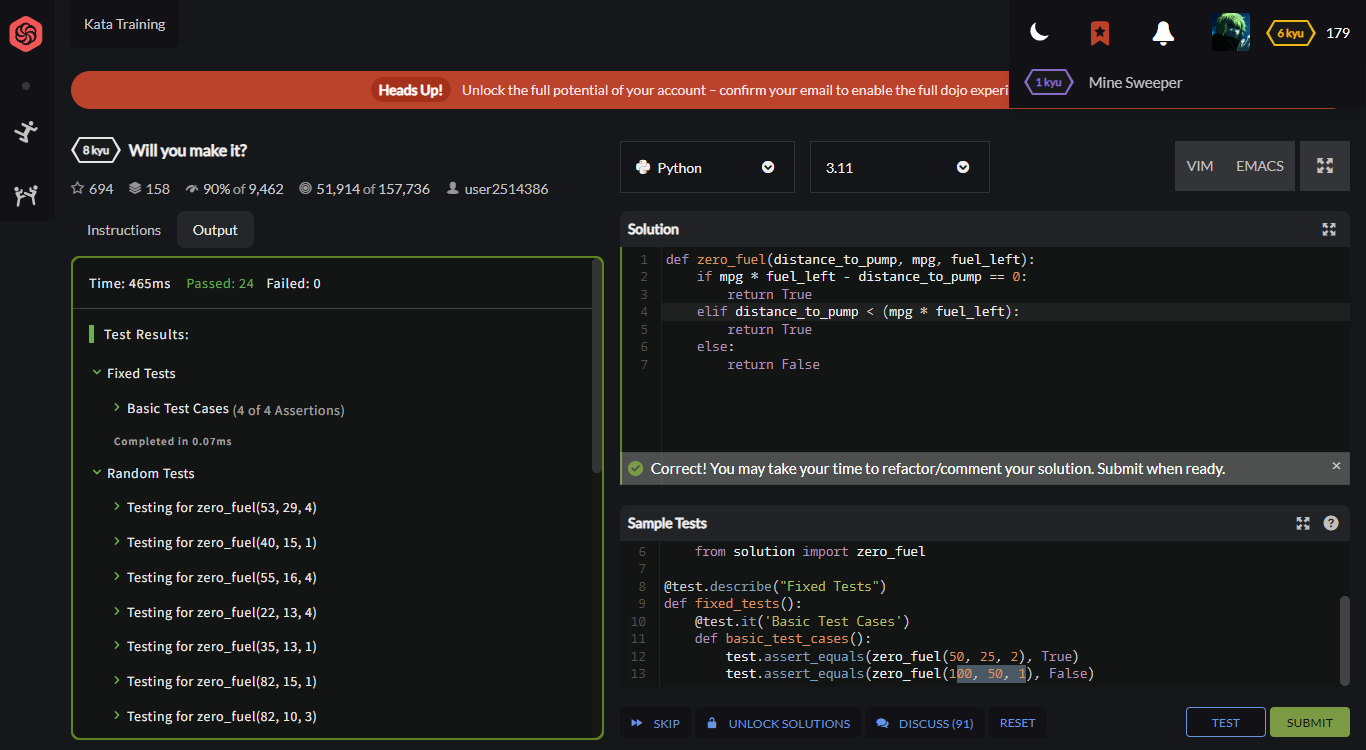 Kata Training
6 kyu 179
1 kyu Mine Sweeper
Heads Up! Unlock the full potential of your account – confirm your email to enable the full dojo experi
8 kyu Will you make it?
694 158 90% of 9,462 51,914 of 157,736 user2514386
Instructions Output
Time: 465ms Passed: 24 Failed: 0
Test Results:
Fixed Tests
Basic Test Cases (4 of 4 Assertions)
Completed in 0.07ms
Random Tests
Testing for zero_fuel(53, 29, 4)
Testing for zero_fuel(40, 15, 1)
Testing for zero_fuel(55, 16, 4)
Testing for zero_fuel(22, 13, 4)
Testing for zero_fuel(35, 13, 1)
Testing for zero_fuel(82, 15, 1)
Testing for zero_fuel(82, 10, 3)
Python 3.11 VIM EMACS
Solution
1 def zero_fuel(distance_to_pump, mpg, fuel_left):
2 if mpg * fuel_left - distance_to_pump == 0:
3 return True
4 elif distance_to_pump < (mpg * fuel_left):
5 return True
6 else:
7 return False
Correct! You may take your time to refactor/comment your solution. Submit when ready.
Sample Tests
6 from solution import zero_fuel
7
8 @test.describe("Fixed Tests")
9 def fixed_tests():
10 @test.it('Basic Test Cases')
11 def basic_test_cases():
12 test.assert_equals(zero_fuel(50, 25, 2), True)
13 test.assert_equals(zero_fuel(100, 50, 1), False)
SKIP UNLOCK SOLUTIONS DISCUSS (91) RESET TEST SUBMIT